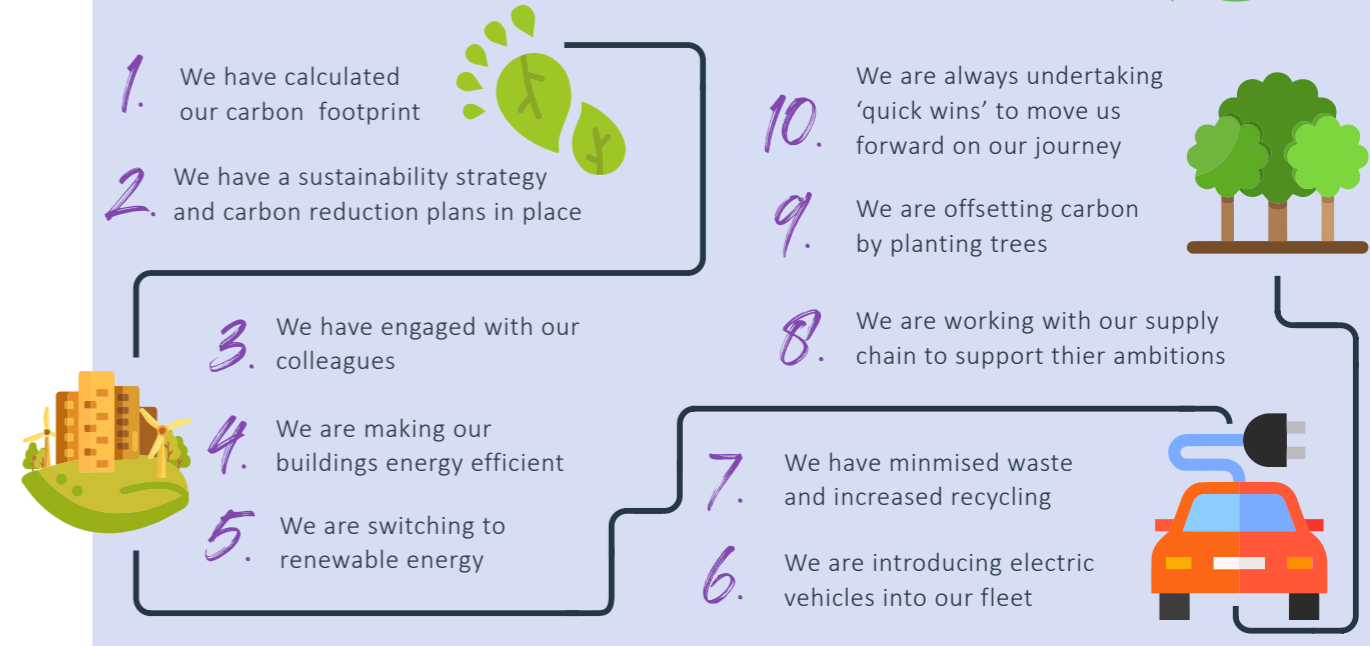 1. We have calculated
our carbon footprint
2. We have a sustainability strategy
and carbon reduction plans in place
3. We have engaged with our
colleagues
4. We are making our
buildings energy efficient
5. We are switching to
renewable energy
6. We are introducing electric
vehicles into our fleet
7. We have minmised waste
and increased recycling
8. We are working with our supply
chain to support thier ambitions
9. We are offsetting carbon
by planting trees
10. We are always undertaking
‘quick wins’ to move us
forward on our journey